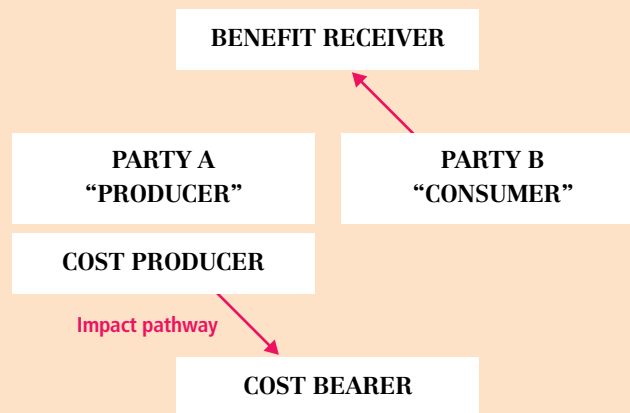 BENEFIT RECEIVER
PARTY A
“PRODUCER”
PARTY B
“CONSUMER”
COST PRODUCER
Impact pathway
COST BEARER